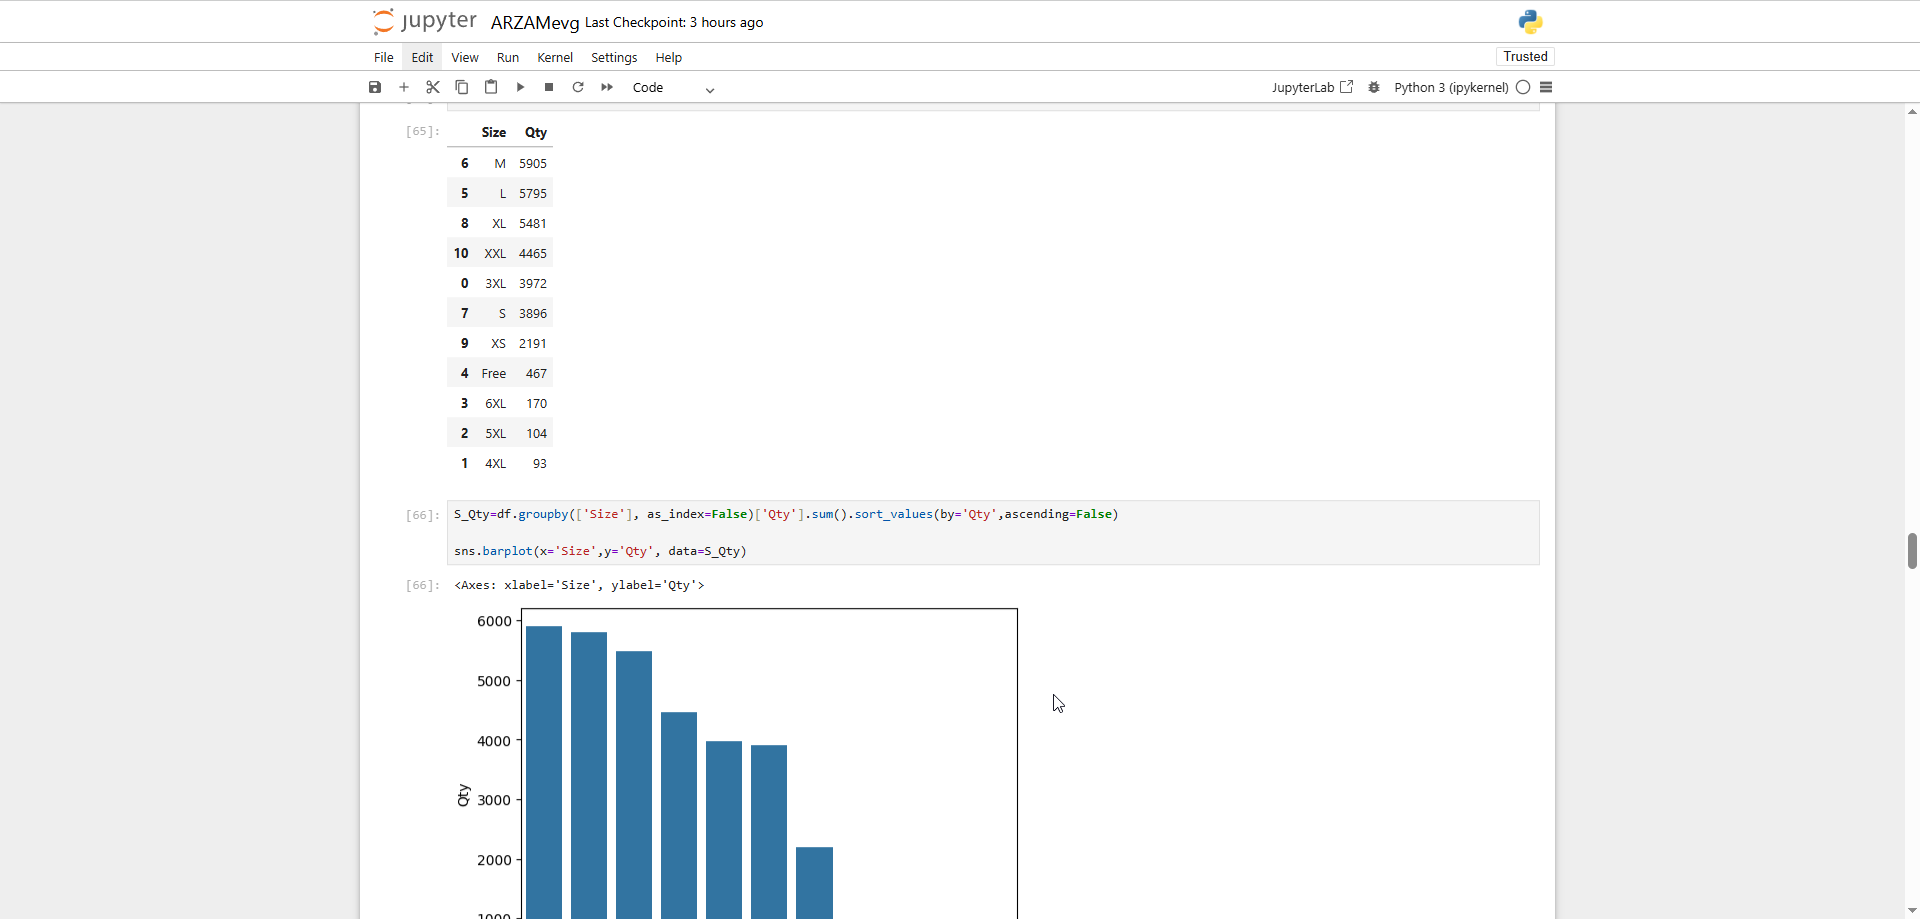 jupyter ARZAMevg Last Checkpoint: 3 hours ago
File Edit View Run Kernel Settings Help Trusted
Code JupyterLab Python 3 (ipykernel)
[65]: Size Qty
6 M 5905
5 L 5795
8 XL 5481
10 XXL 4465
0 3XL 3972
7 S 3896
9 XS 2191
4 Free 467
3 6XL 170
2 5XL 104
1 4XL 93
[66]: S_Qty=df.groupby(['Size'], as_index=False)['Qty'].sum().sort_values(by='Qty',ascending=False)
sns.barplot(x='Size',y='Qty', data=S_Qty)
[66]: <Axes: xlabel='Size', ylabel='Qty'>
6000
5000
4000
Qty
3000
2000
1000